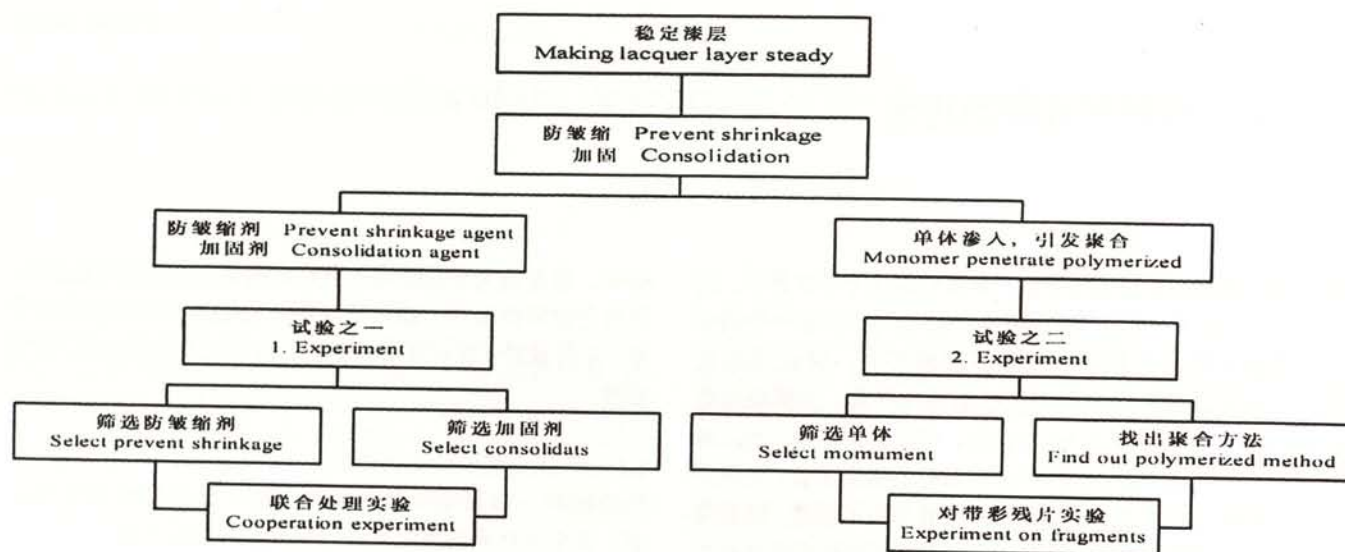 稳定漆层
Making lacquer layer steady
防皱缩 Prevent shrinkage
加固 Consolidation
防皱缩剂 Prevent shrinkage agent
加固剂 Consolidation agent
单体渗入，引发聚合
Monomer penetrate polymerized
试验之一
1. Experiment
试验之二
2. Experiment
筛选防皱缩剂
Select prevent shrinkage
筛选加固剂
Select consolidats
筛选单体
Select momument
找出聚合方法
Find out polymerized method
联合处理实验
Cooperation experiment
对带彩残片实验
Experiment on fragments